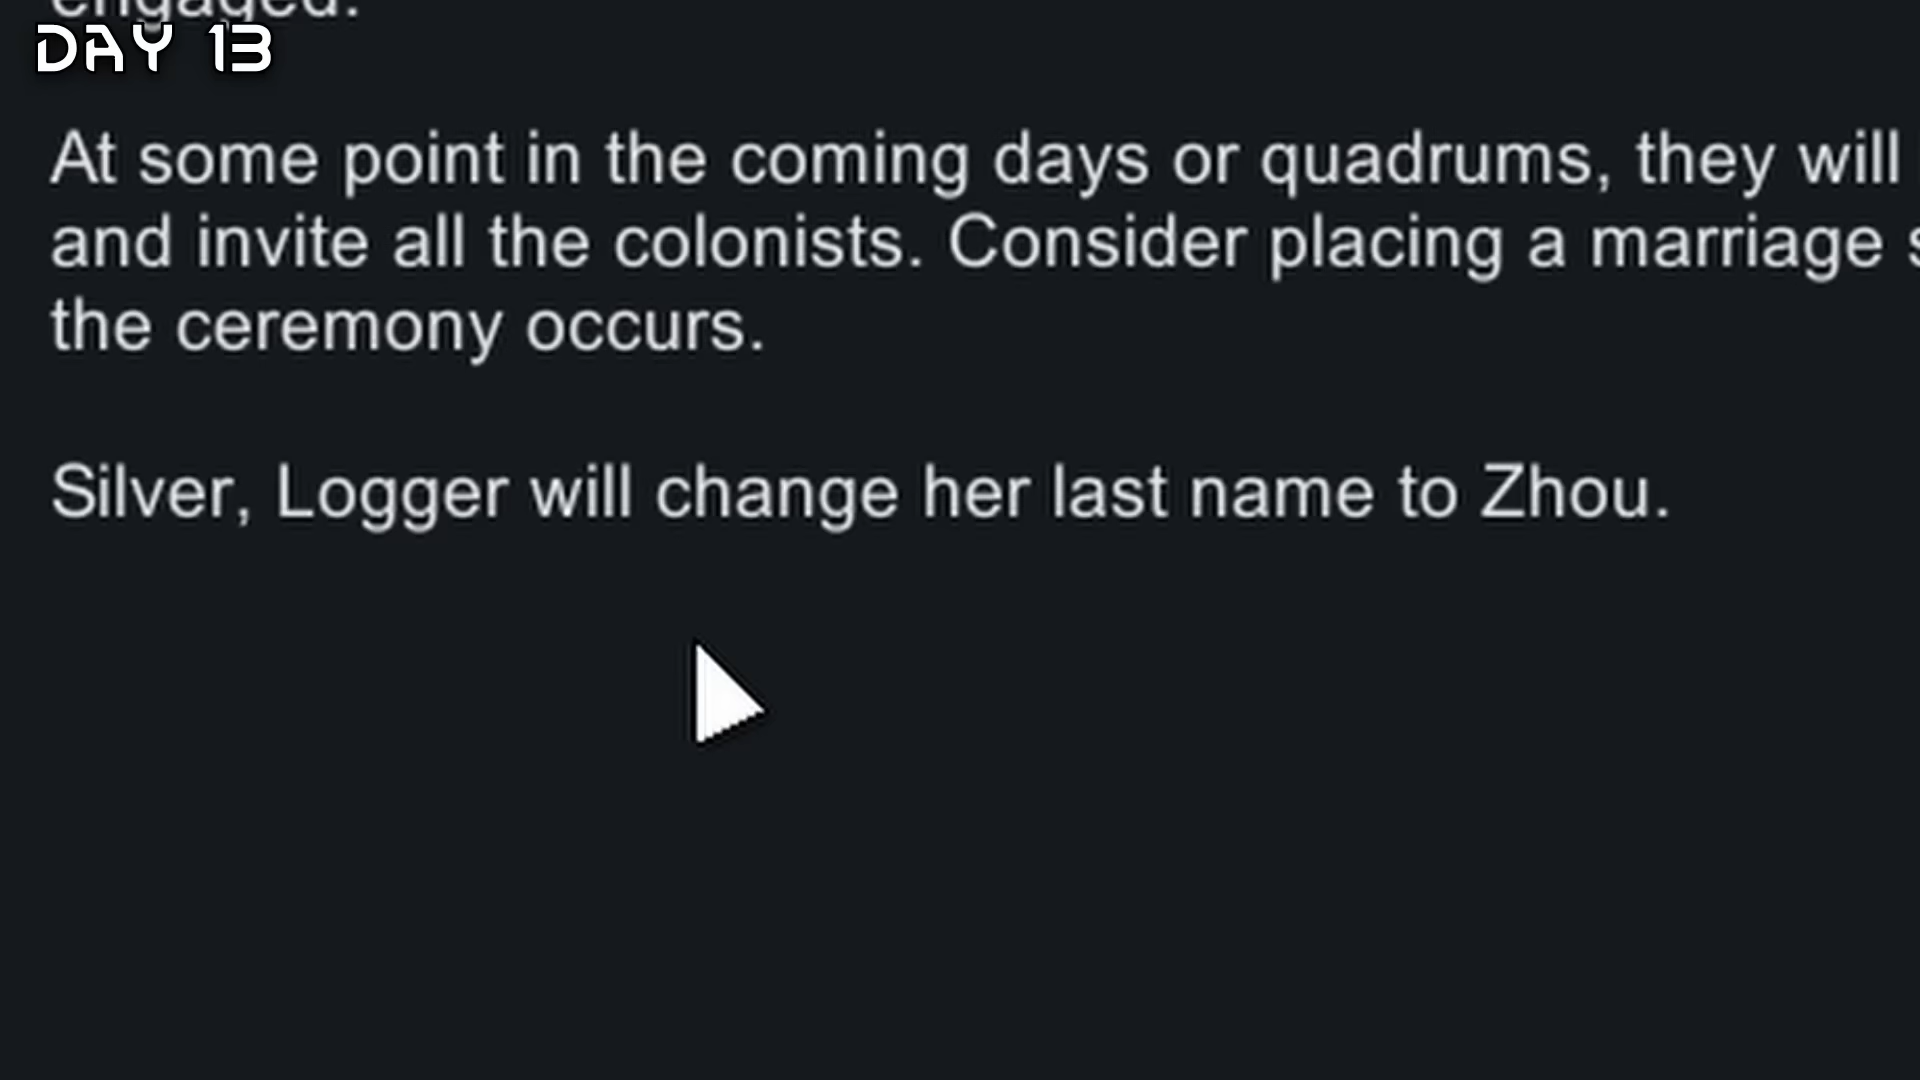 engaged.
DAY 13
At some point in the coming days or quadrums, they will
and invite all the colonists. Consider placing a marriage s
the ceremony occurs.
Silver, Logger will change her last name to Zhou.